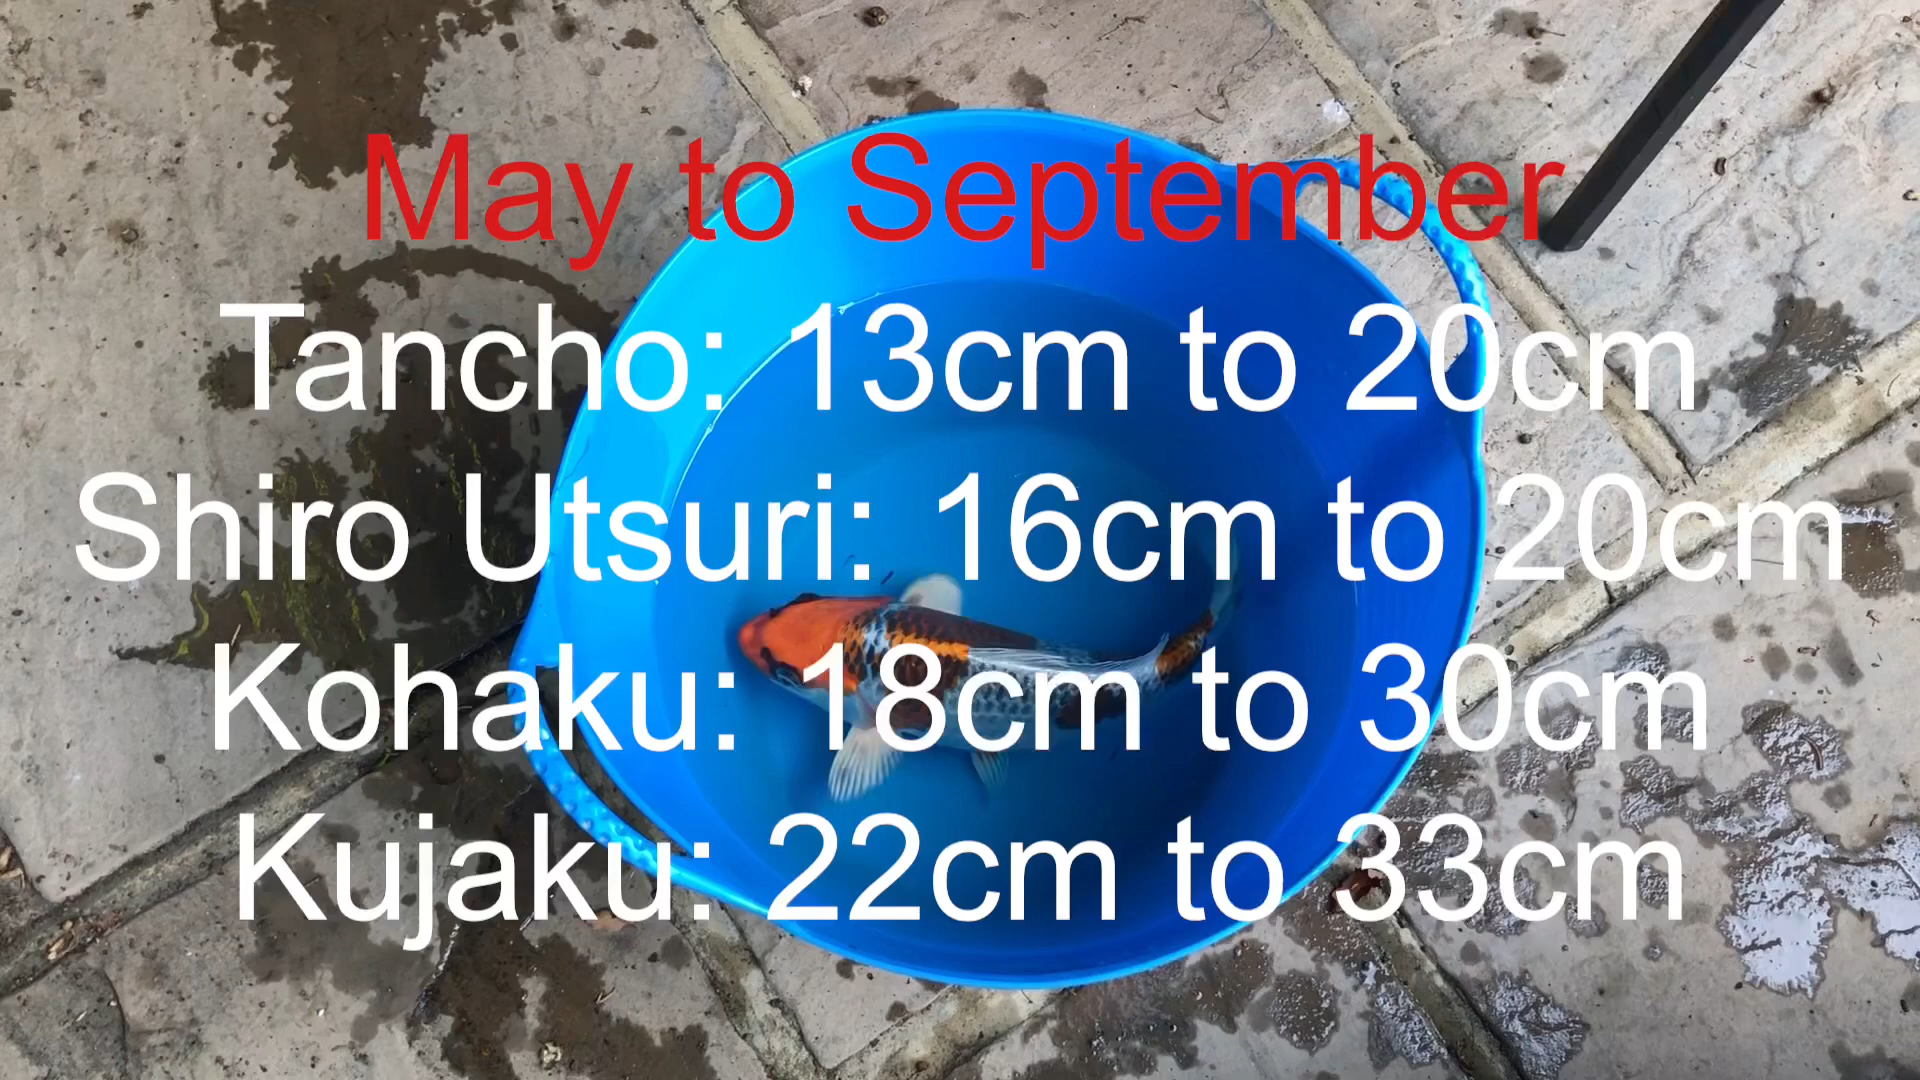 May to September
Tancho: 13cm to 20cm
Shiro Utsuri: 16cm to 20cm
Kohaku: 18cm to 30cm
Kujaku: 22cm to 33cm